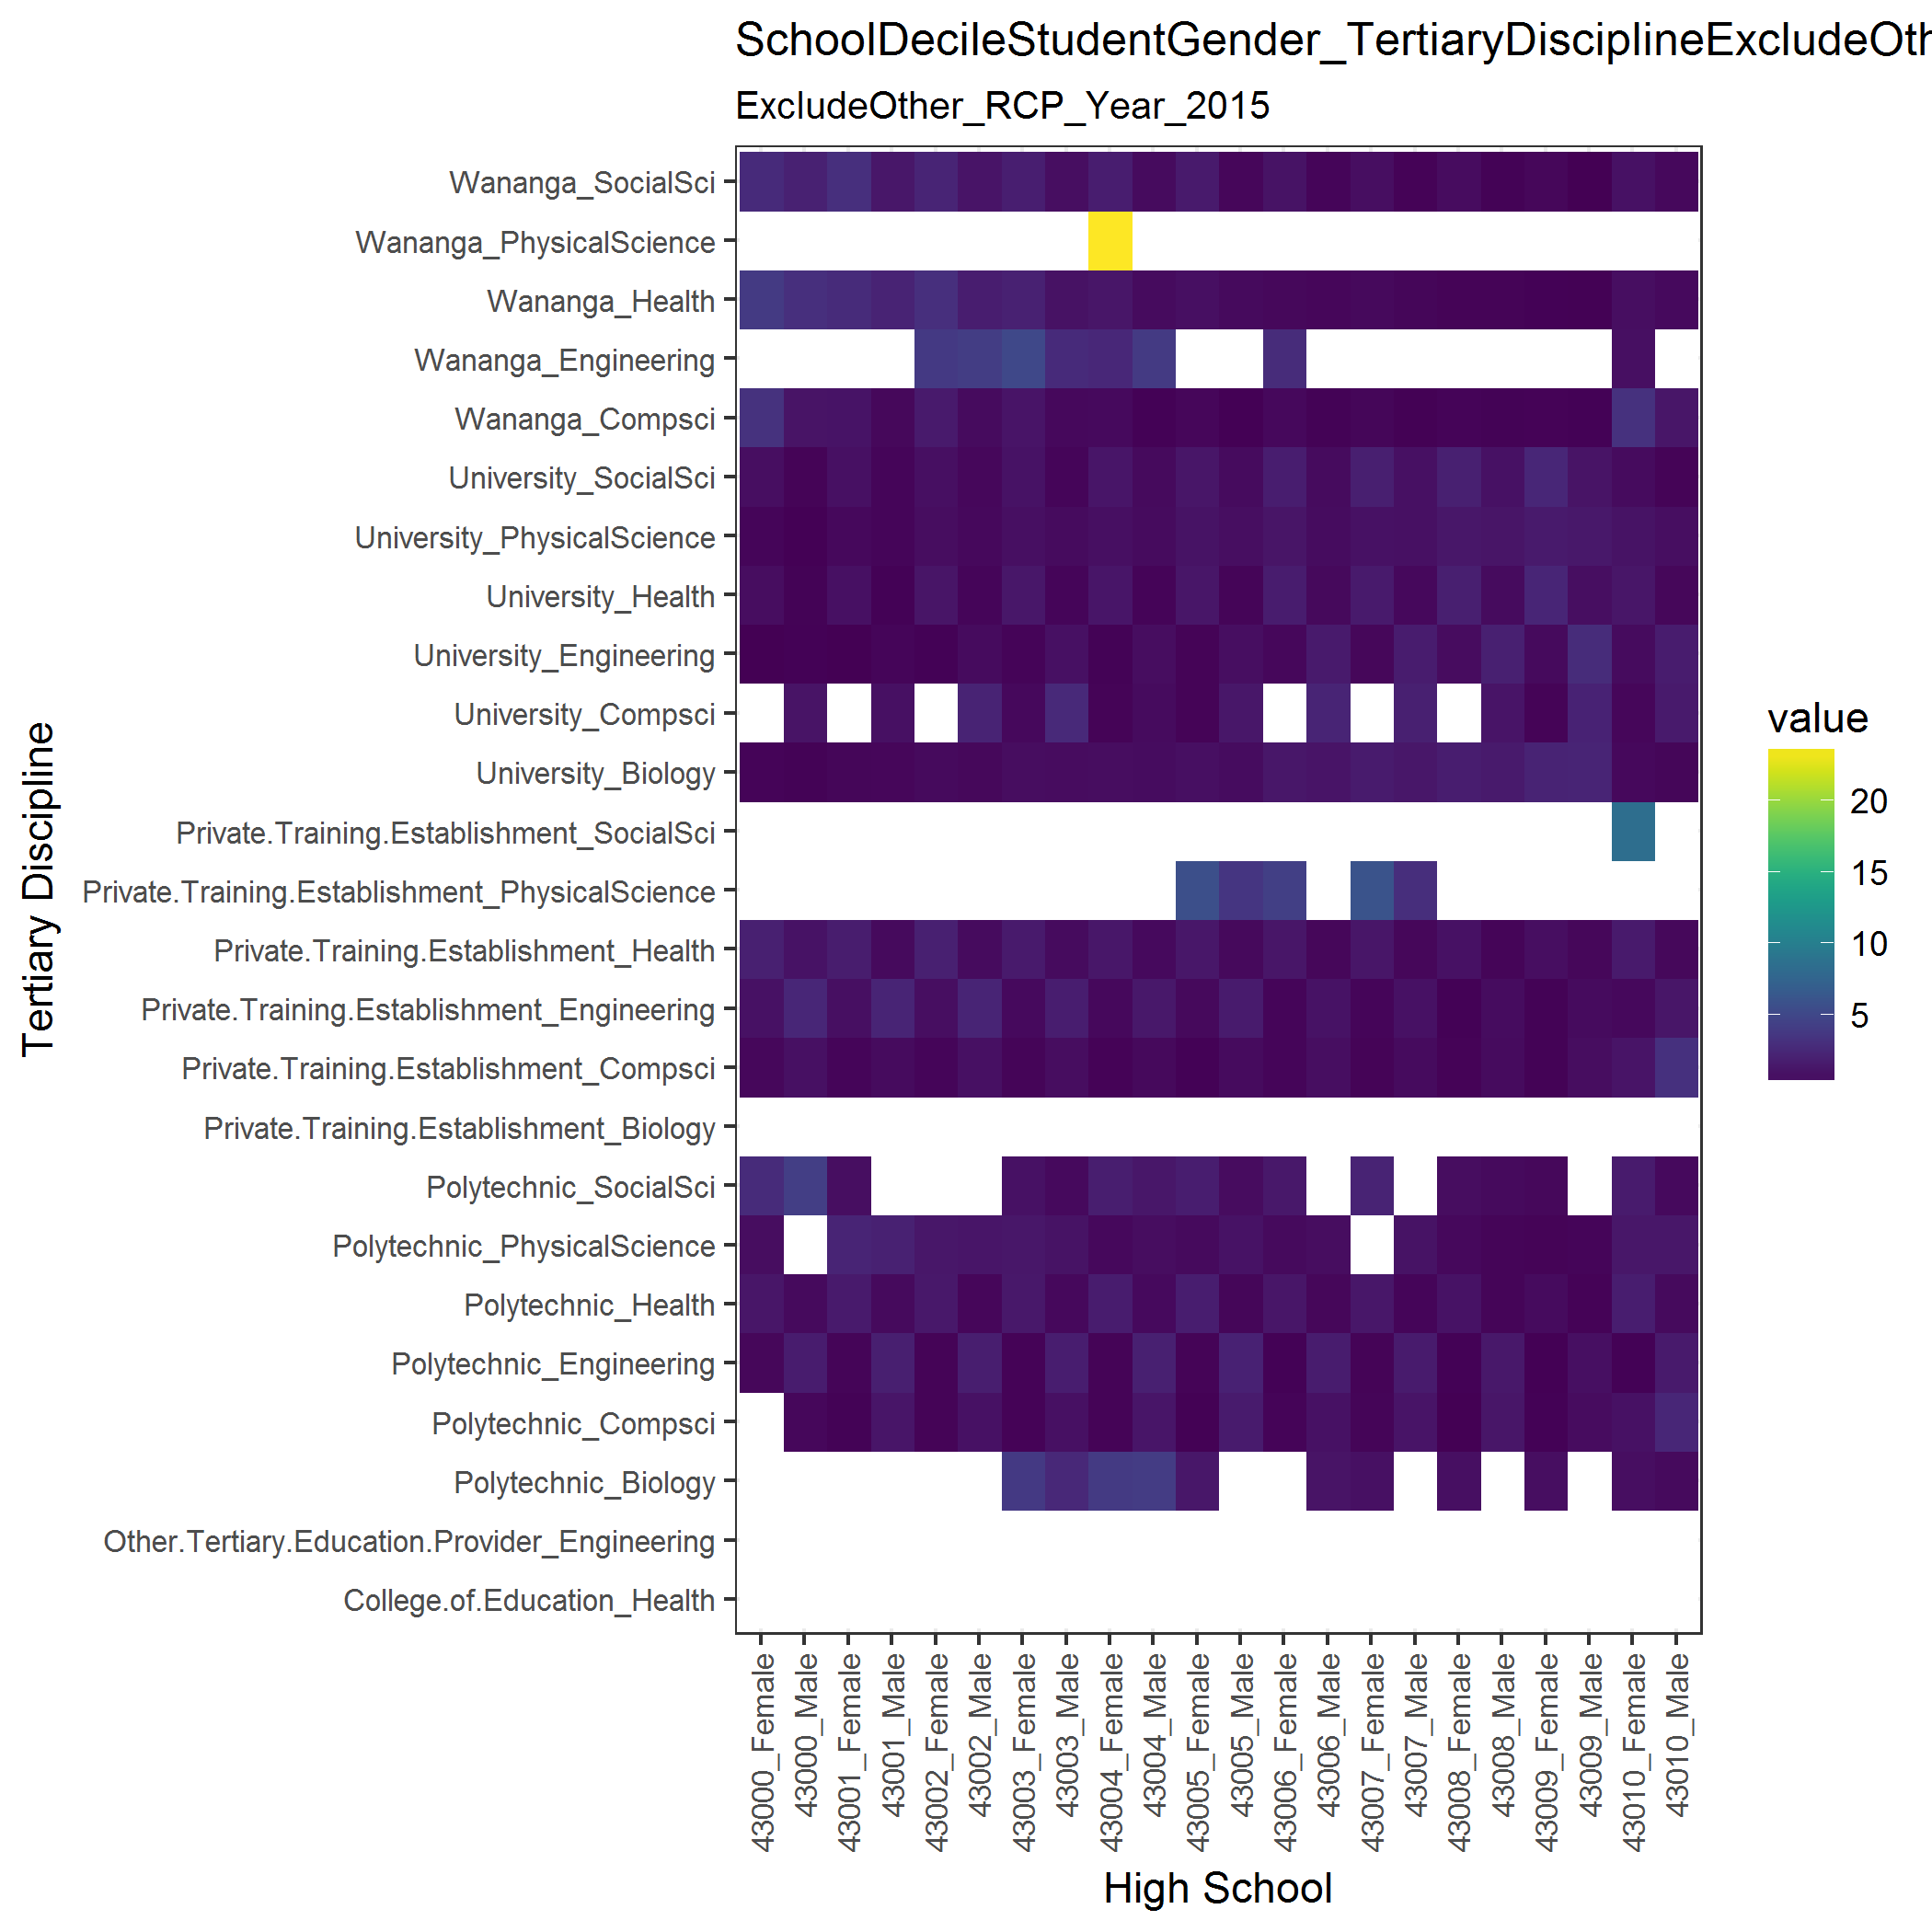 SchoolDecileStudentGender_TertiaryDisciplineExcludeOth
ExcludeOther_RCP_Year_2015
Tertiary Discipline
Wananga_SocialSci
Wananga_PhysicalScience
Wananga_Health
Wananga_Engineering
Wananga_Compsci
University_SocialSci
University_PhysicalScience
University_Health
University_Engineering
University_Compsci
University_Biology
Private.Training.Establishment_SocialSci
Private.Training.Establishment_PhysicalScience
Private.Training.Establishment_Health
Private.Training.Establishment_Engineering
Private.Training.Establishment_Compsci
Private.Training.Establishment_Biology
Polytechnic_SocialSci
Polytechnic_PhysicalScience
Polytechnic_Health
Polytechnic_Engineering
Polytechnic_Compsci
Polytechnic_Biology
Other.Tertiary.Education.Provider_Engineering
College.of.Education_Health
43000_Female
43000_Male
43001_Female
43001_Male
43002_Female
43002_Male
43003_Female
43003_Male
43004_Female
43004_Male
43005_Female
43005_Male
43006_Female
43006_Male
43007_Female
43007_Male
43008_Female
43008_Male
43009_Female
43009_Male
43010_Female
43010_Male
High School
value
20
15
10
5